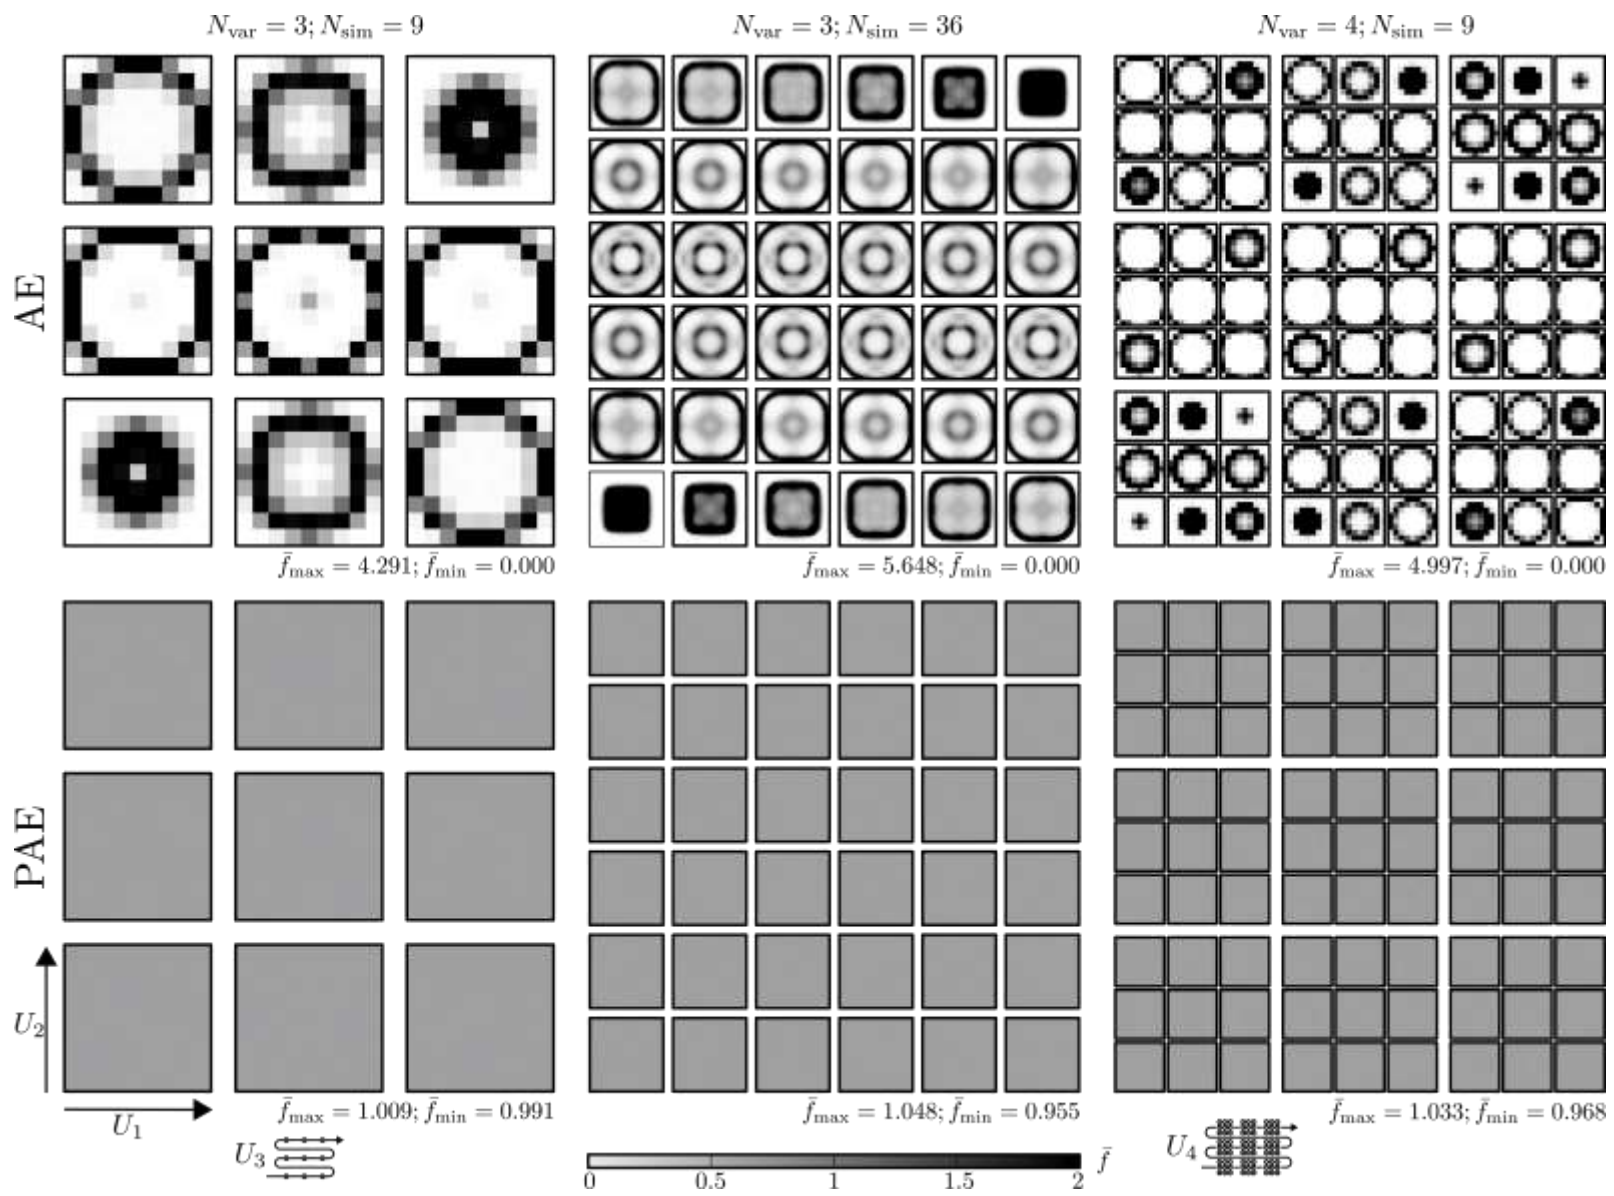 N_var = 3; N_sim = 9
N_var = 3; N_sim = 36
N_var = 4; N_sim = 9
AE
f̄_max = 4.291; f̄_min = 0.000
f̄_max = 5.648; f̄_min = 0.000
f̄_max = 4.997; f̄_min = 0.000
PAE
U_2
U_1
f̄_max = 1.009; f̄_min = 0.991
f̄_max = 1.048; f̄_min = 0.955
f̄_max = 1.033; f̄_min = 0.968
U_3
U_4
f̄
0 0.5 1 2